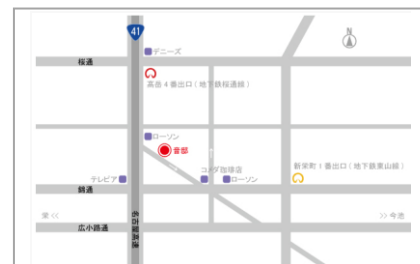 41
N
デニーズ
桜通
高岳4番出口(地下鉄桜通線)
ローソン
音邸
コメダ珈琲店
新栄町1番出口(地下鉄東山線)
テレピア
ローソン
錦通
栄<<
名古屋高速
>>今池
広小路通